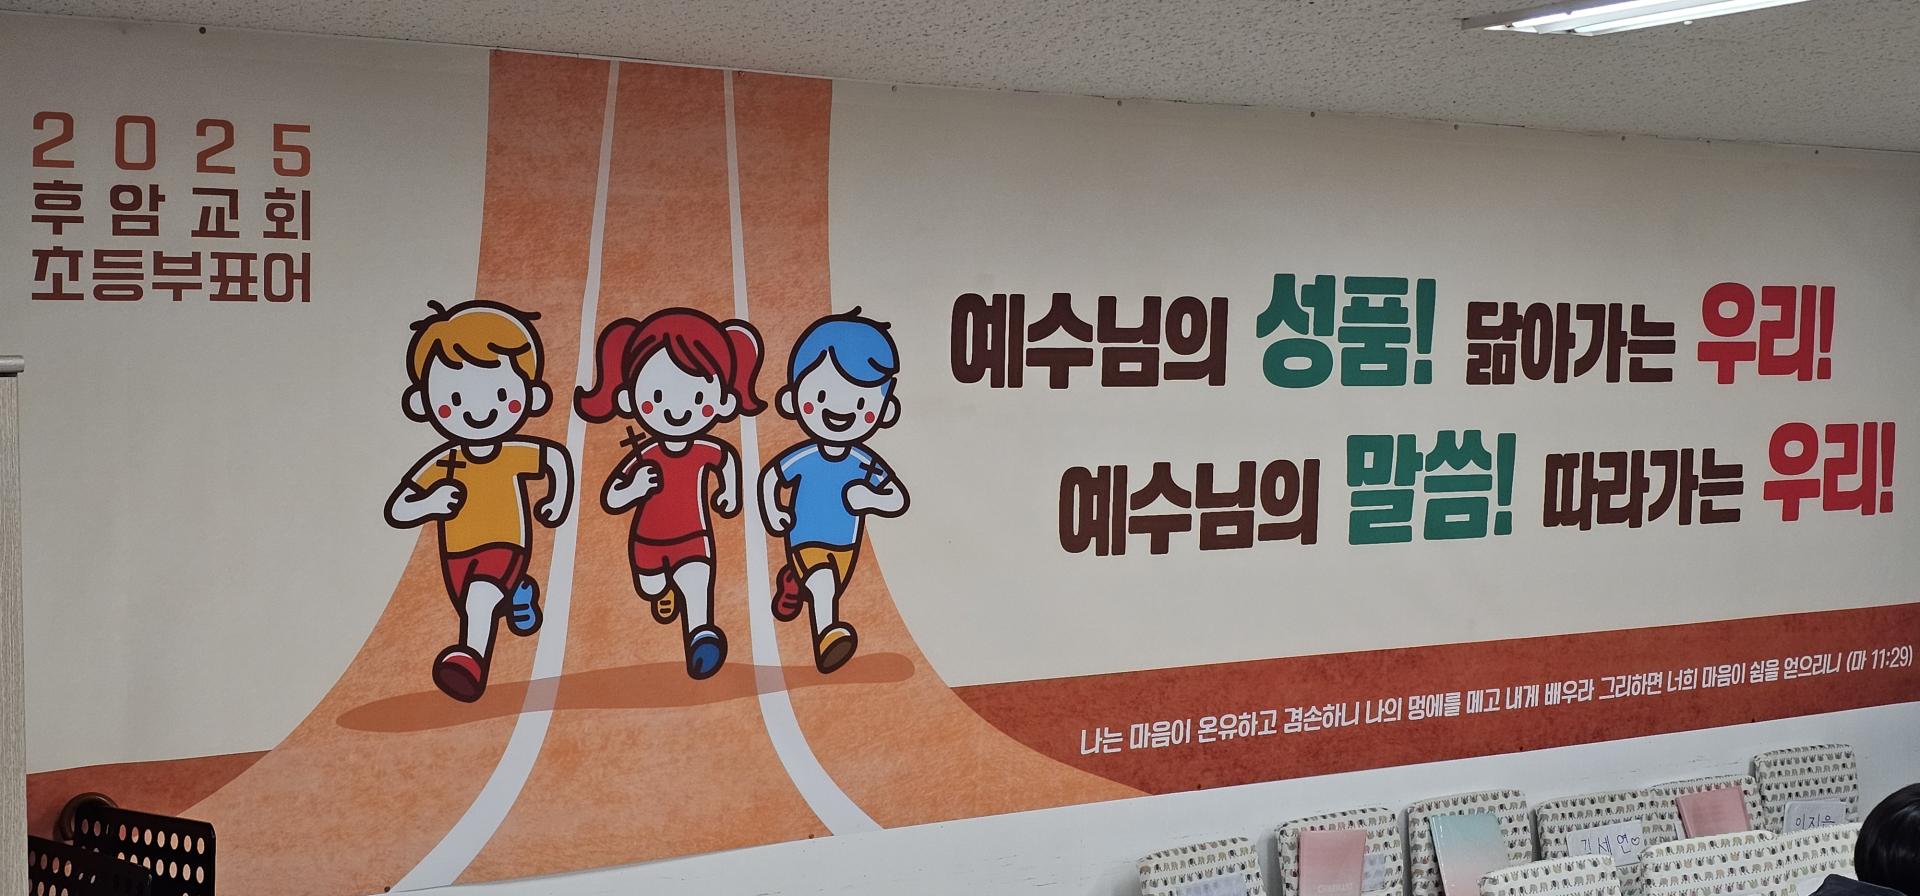 2025
후암교회
초등부표어
예수님의 성품! 닮아가는 우리!
예수님의 말씀! 따라가는 우리!
나는 마음이 온유하고 겸손하니 나의 멍에를 메고 내게 배우라 그리하면 너희 마음이 쉼을 얻으리니 (마 11:29)
김세연♡